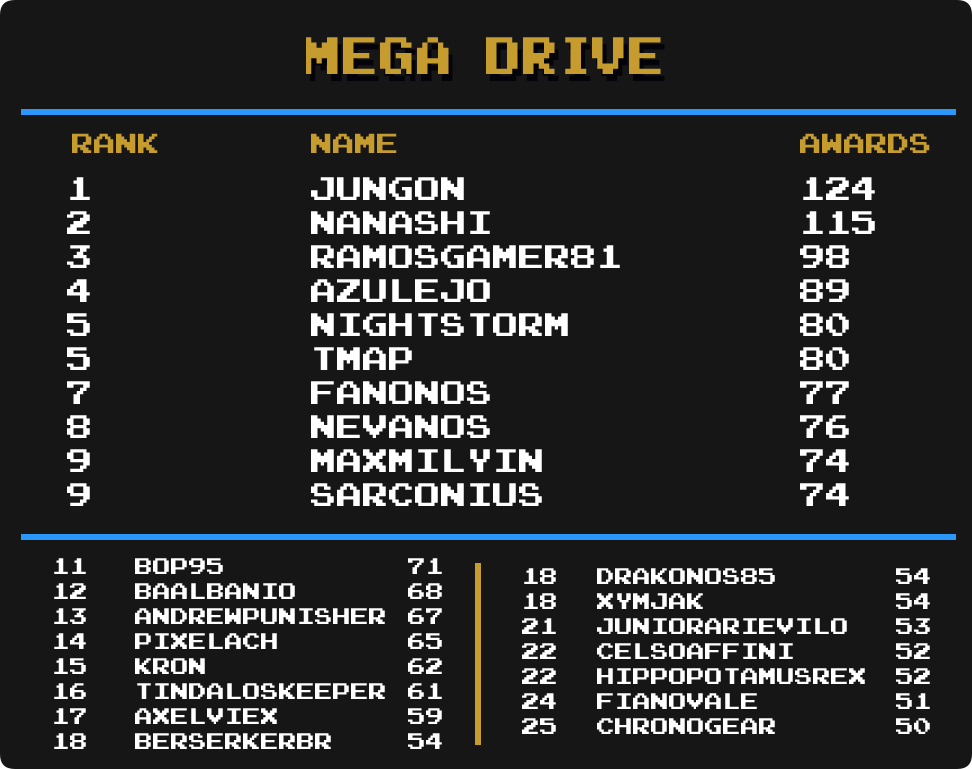 MEGA DRIVE
RANK NAME AWARDS
1 JUNGON 124
2 NANASHI 115
3 RAMOSGAMER81 98
4 AZULEJO 89
5 NIGHTSTORM 80
5 TMAP 80
7 FANONOS 77
8 NEVANOS 76
9 MAXMILYIN 74
9 SARCONIUS 74
11 BOP95 71
12 BAALBANIO 68
13 ANDREWPUNISHER 67
14 PIXELACH 65
15 KRON 62
16 TINDALOSKEEPER 61
17 AXELVIEX 59
18 BERSERKERBR 54
18 DRAKONOS85 54
18 XYMJAK 54
21 JUNIORARIEVILO 53
22 CELSOAFFINI 52
22 HIPPOPOTAMUSREX 52
24 FIANOVALE 51
25 CHRONOGEAR 50